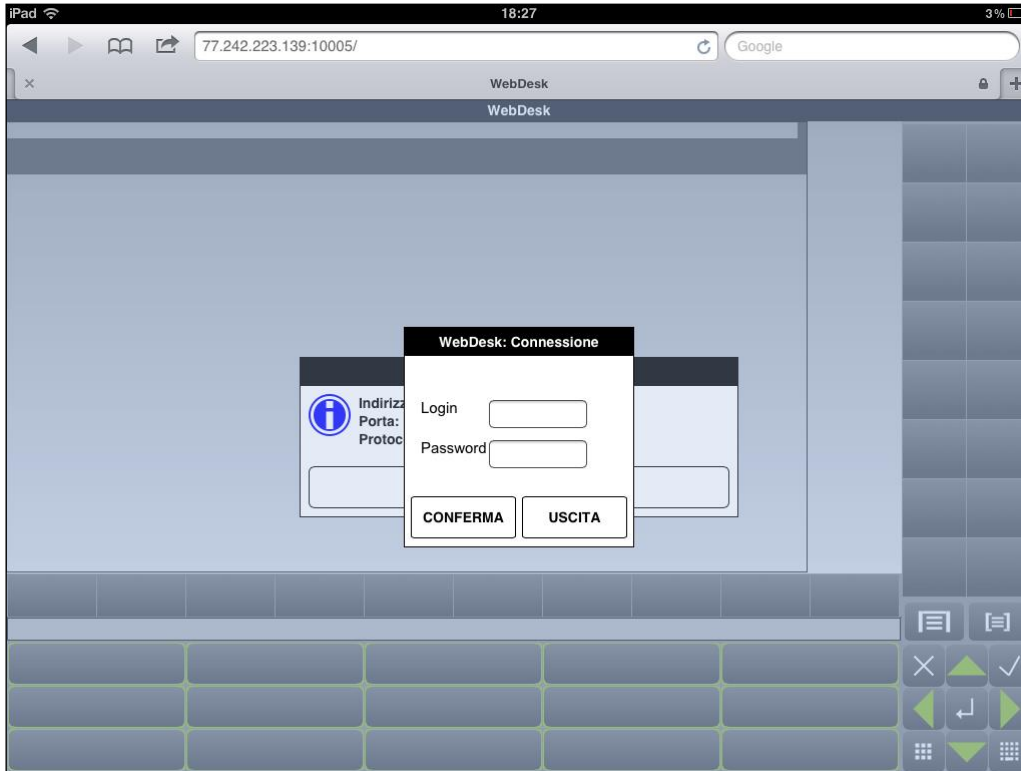 iPad 18:27 3%
77.242.223.139:10005/ Google
WebDesk
WebDesk
WebDesk: Connessione
Indirizz
Login
Porta:
Protoc
Password
CONFERMA USCITA